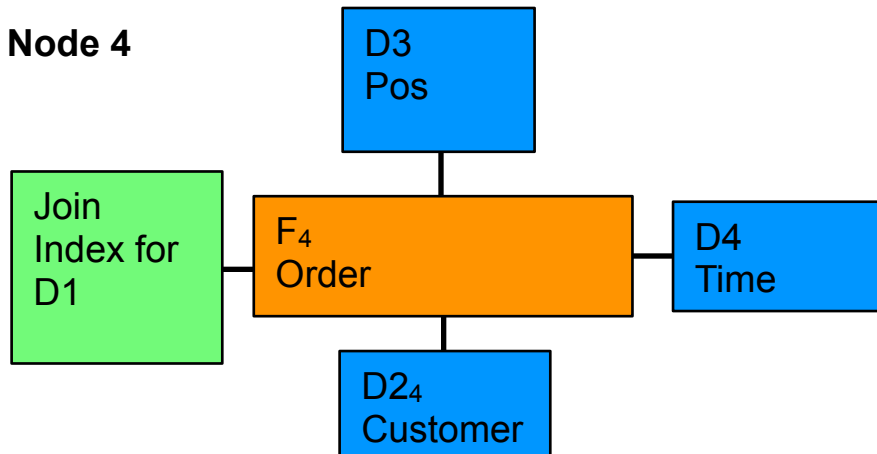 Node 4
D3
Pos
Join
Index for
D1
F₄
Order
D4
Time
D2₄
Customer